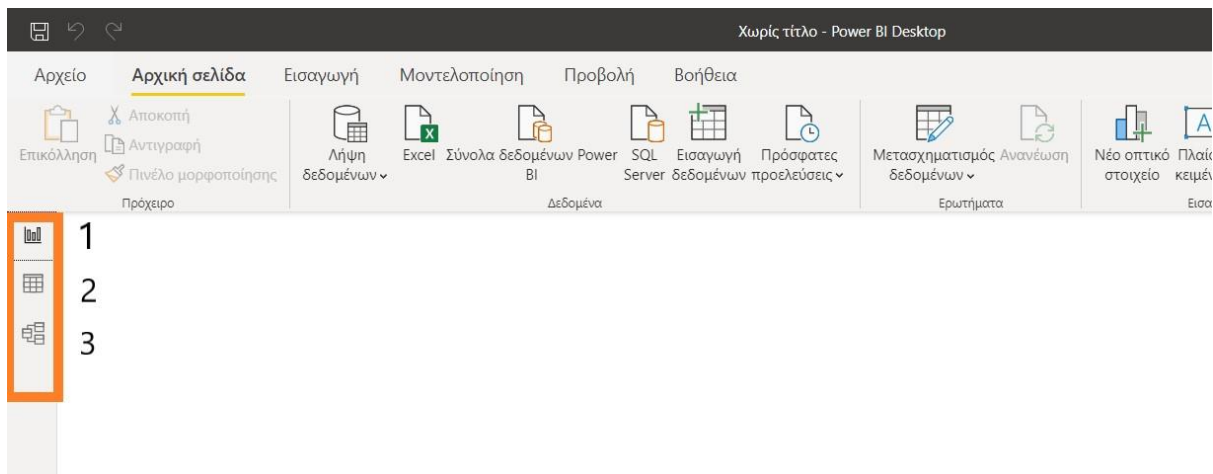 Χωρίς τίτλο - Power BI Desktop
Αρχείο Αρχική σελίδα Εισαγωγή Μοντελοποίηση Προβολή Βοήθεια
Επικόλληση
Αποκοπή
Αντιγραφή
Πινέλο μορφοποίησης
Πρόχειρο
Λήψη
δεδομένων
Excel
X
Σύνολα δεδομένων Power
BI
SQL
Server
Εισαγωγή
δεδομένων
Πρόσφατες
προελεύσεις
Δεδομένα
Μετασχηματισμός
δεδομένων
Ανανέωση
Ερωτήματα
Νέο οπτικό
στοιχείο
A
1
2
3